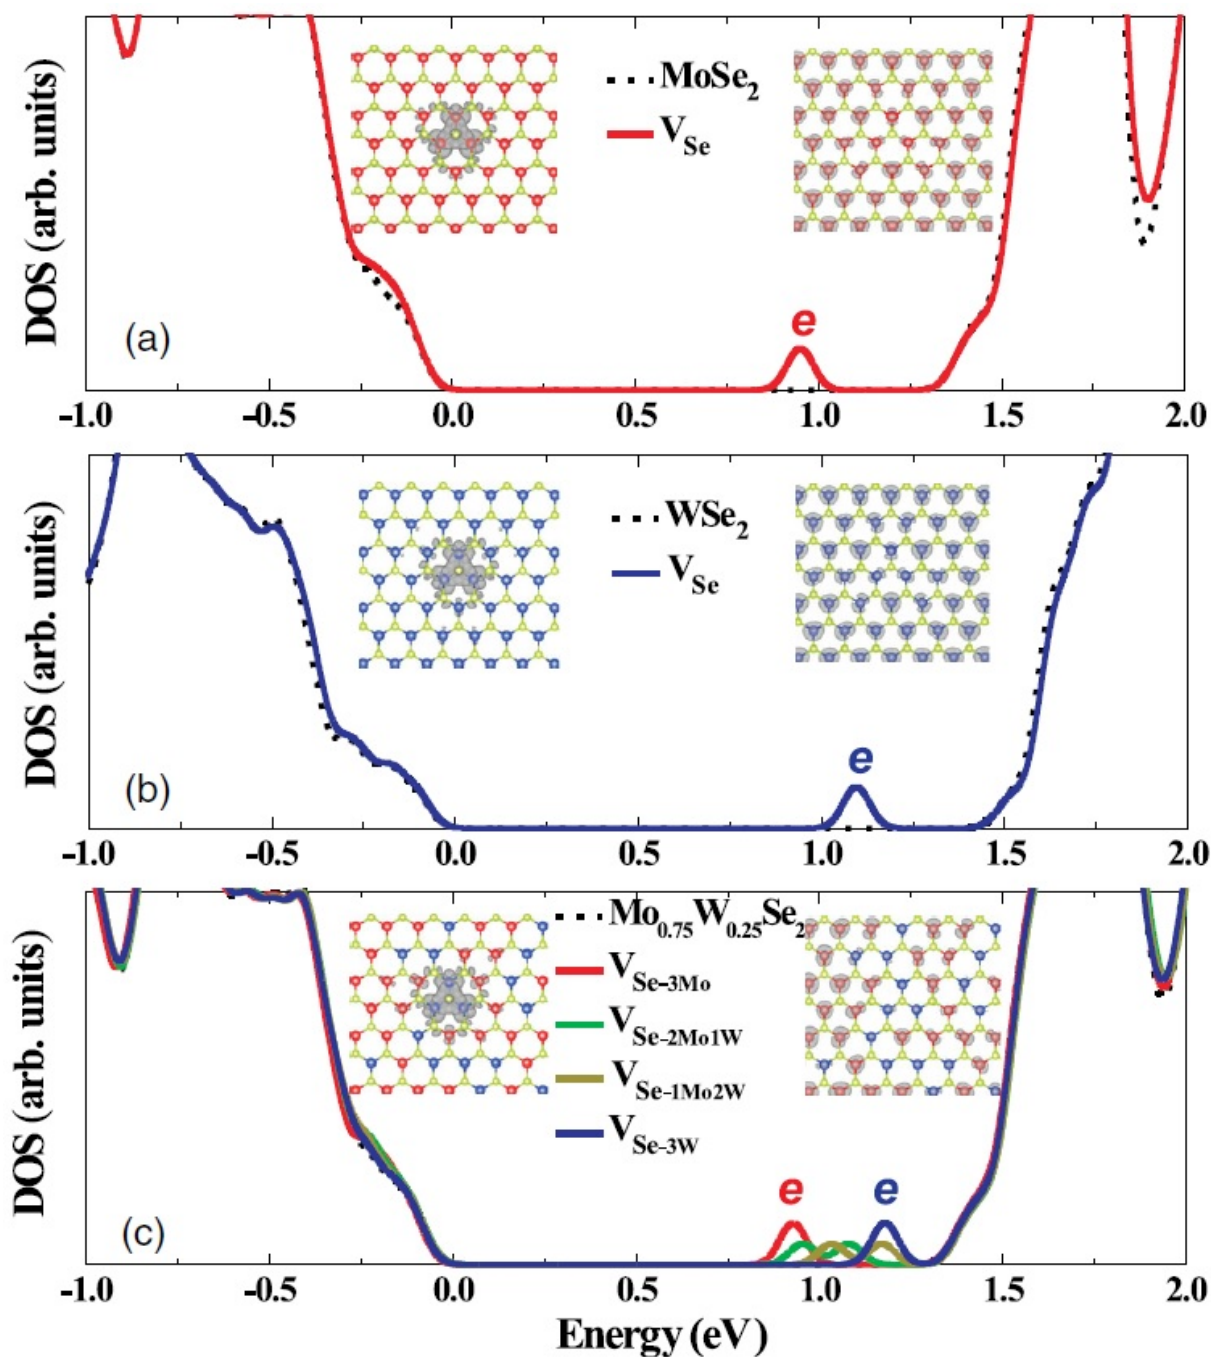 MoSe2
VSe
e
DOS (arb. units)
(a)
-1.0 -0.5 0.0 0.5 1.0 1.5 2.0
WSe2
VSe
e
DOS (arb. units)
(b)
-1.0 -0.5 0.0 0.5 1.0 1.5 2.0
Mo0.75W0.25Se2
VSe-3Mo
VSe-2Mo1W
VSe-1Mo2W
VSe-3W
e e
DOS (arb. units)
(c)
-1.0 -0.5 0.0 0.5 1.0 1.5 2.0
Energy (eV)